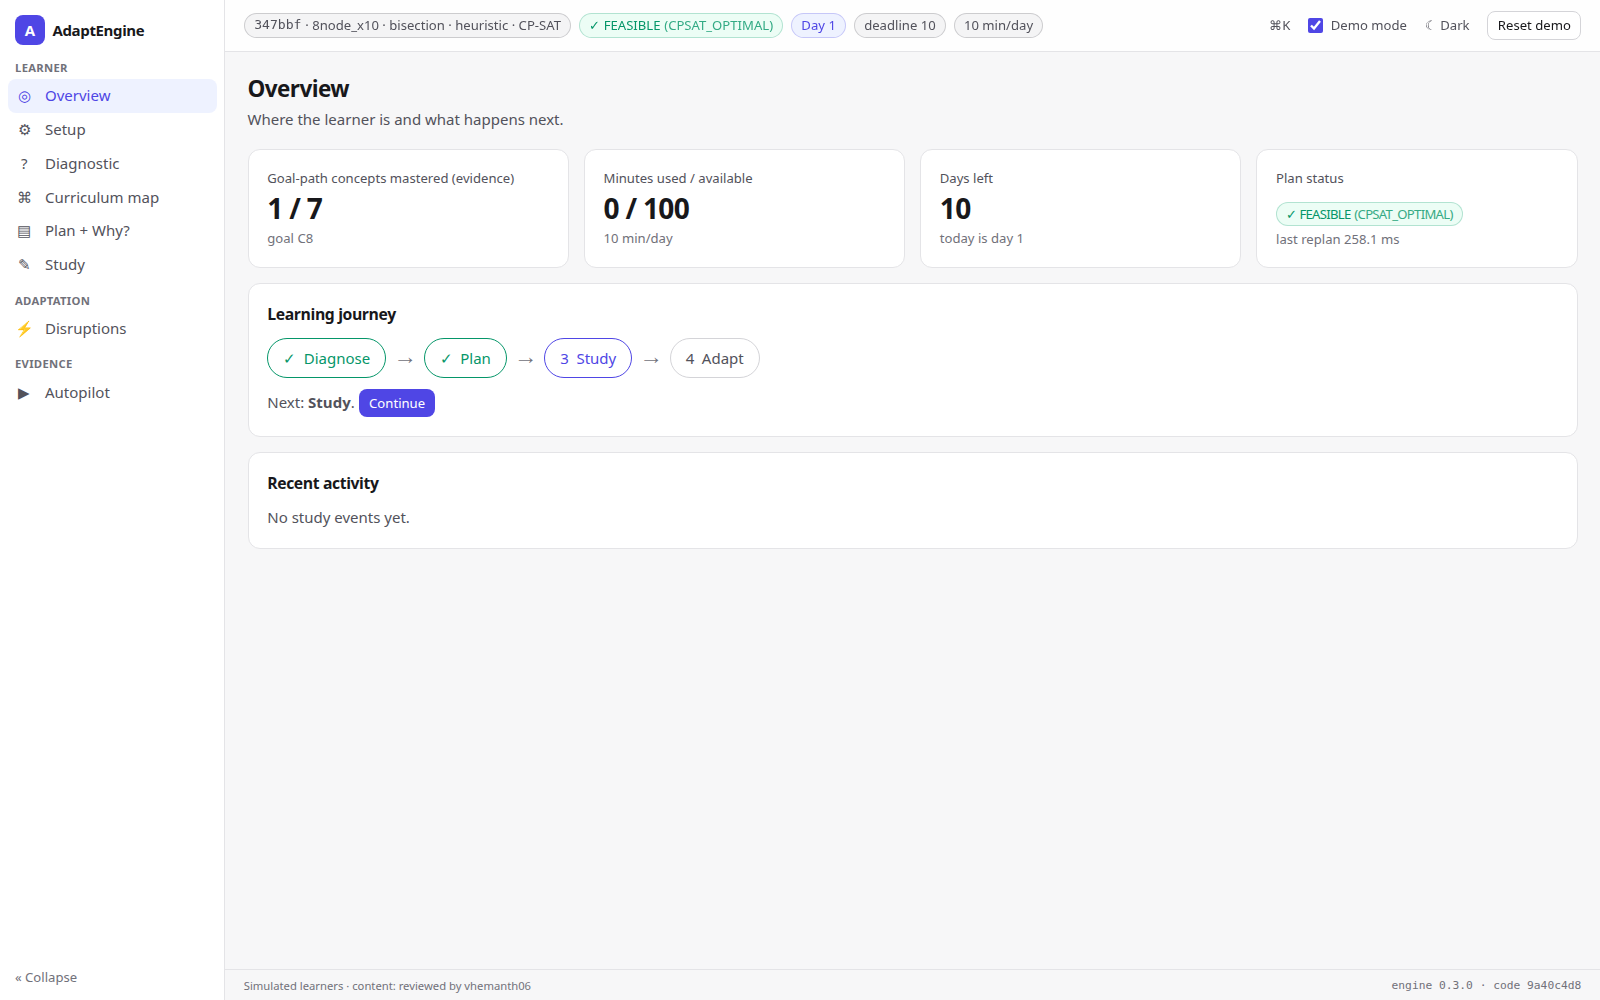 A AdaptEngine
LEARNER
◎ Overview
⚙ Setup
? Diagnostic
⌘ Curriculum map
▤ Plan + Why?
✎ Study
ADAPTATION
⚡ Disruptions
EVIDENCE
▶ Autopilot
« Collapse
347bbf · 8node_x10 · bisection · heuristic · CP-SAT ✓ FEASIBLE (CPSAT_OPTIMAL) Day 1 deadline 10 10 min/day ⌘K Demo mode ☾ Dark Reset demo
Overview
Where the learner is and what happens next.
Goal-path concepts mastered (evidence)
1 / 7
goal C8
Minutes used / available
0 / 100
10 min/day
Days left
10
today is day 1
Plan status
✓ FEASIBLE (CPSAT_OPTIMAL)
last replan 258.1 ms
Learning journey
✓ Diagnose → ✓ Plan → 3 Study → 4 Adapt
Next: Study. Continue
Recent activity
No study events yet.
Simulated learners · content: reviewed by vhemanth06
engine 0.3.0 · code 9a40c4d8